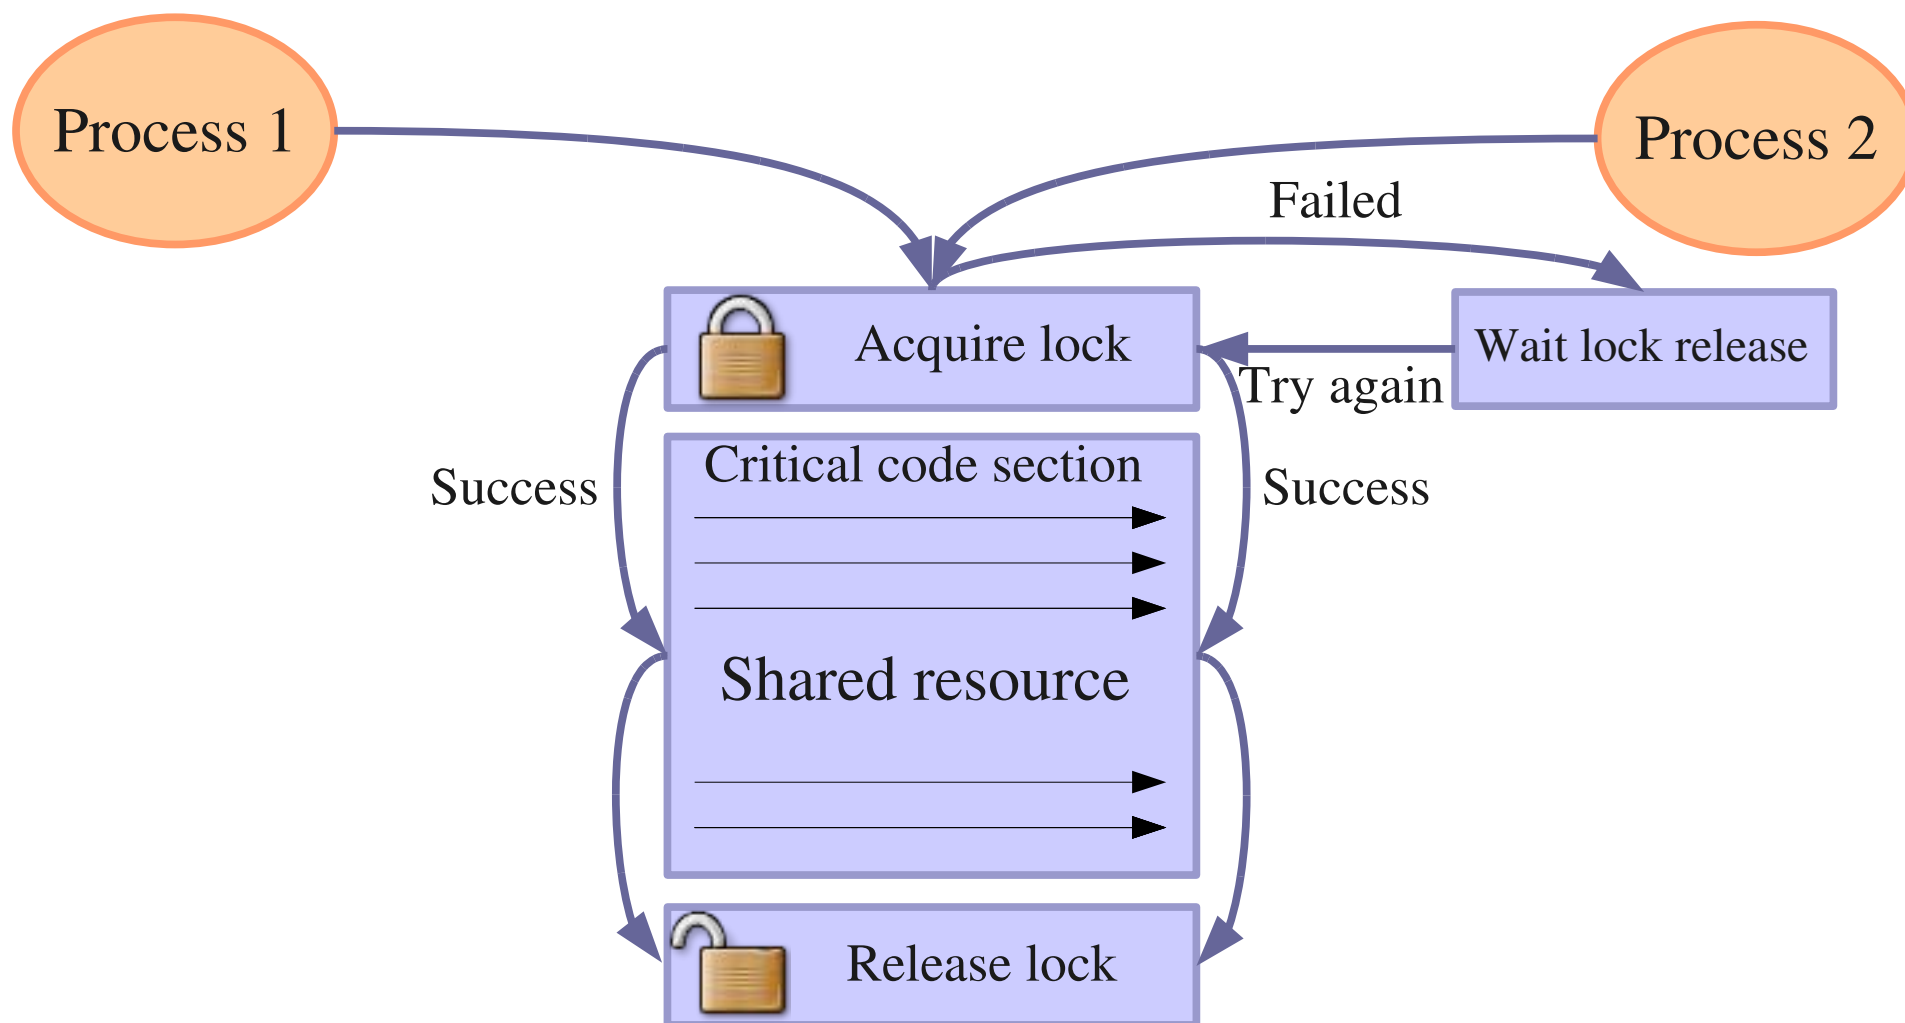 Process 1
Process 2
Failed
Acquire lock
Wait lock release
Try again
Critical code section
Success
Success
Shared resource
Release lock